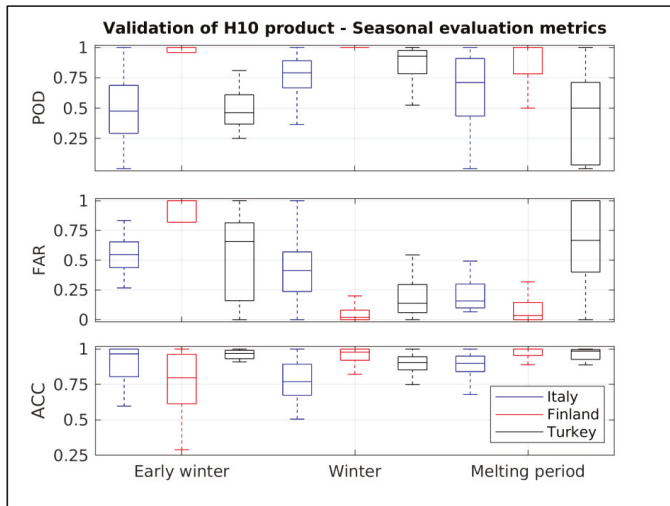 Validation of H10 product - Seasonal evaluation metrics
POD
1
0.75
0.5
0.25
FAR
1
0.75
0.5
0.25
0
ACC
1
0.75
0.5
0.25
Italy
Finland
Turkey
Early winter
Winter
Melting period